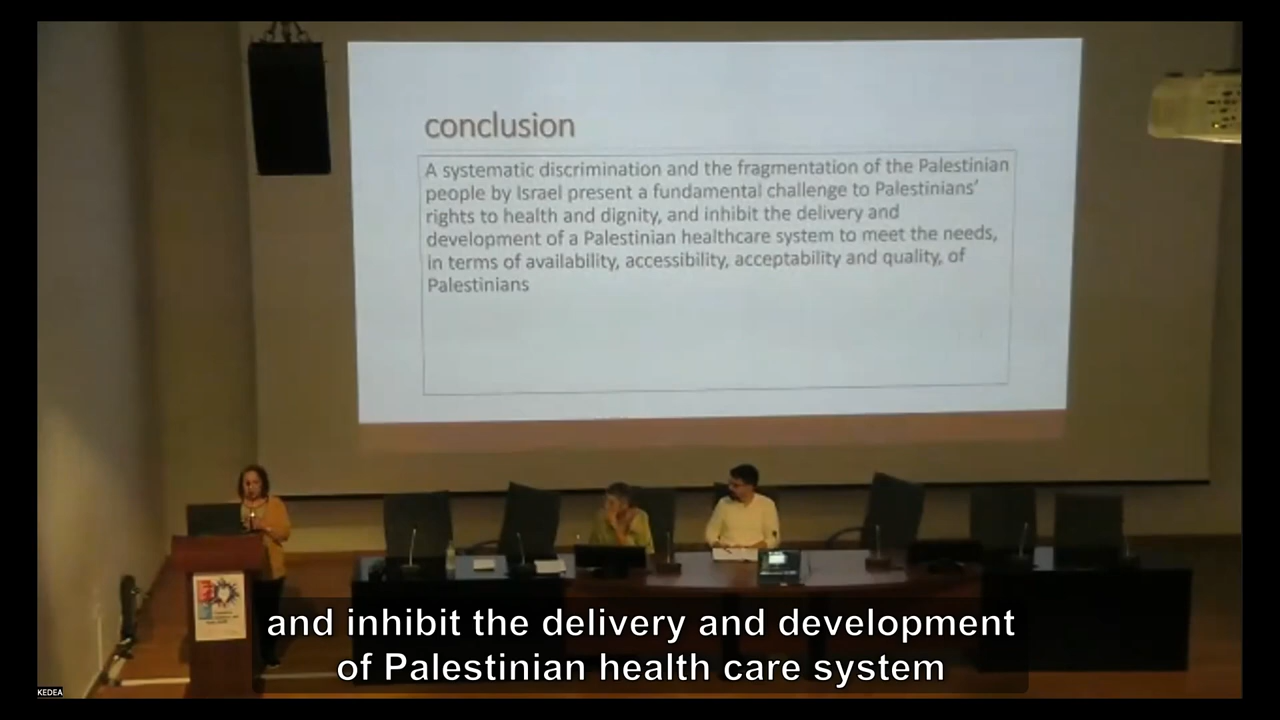 conclusion
A systematic discrimination and the fragmentation of the Palestinian
people by Israel present a fundamental challenge to Palestinians'
rights to health and dignity, and inhibit the delivery and
development of a Palestinian healthcare system to meet the needs,
in terms of availability, accessibility, acceptability and quality, of
Palestinians
and inhibit the delivery and development
of Palestinian health care system
KEDEA